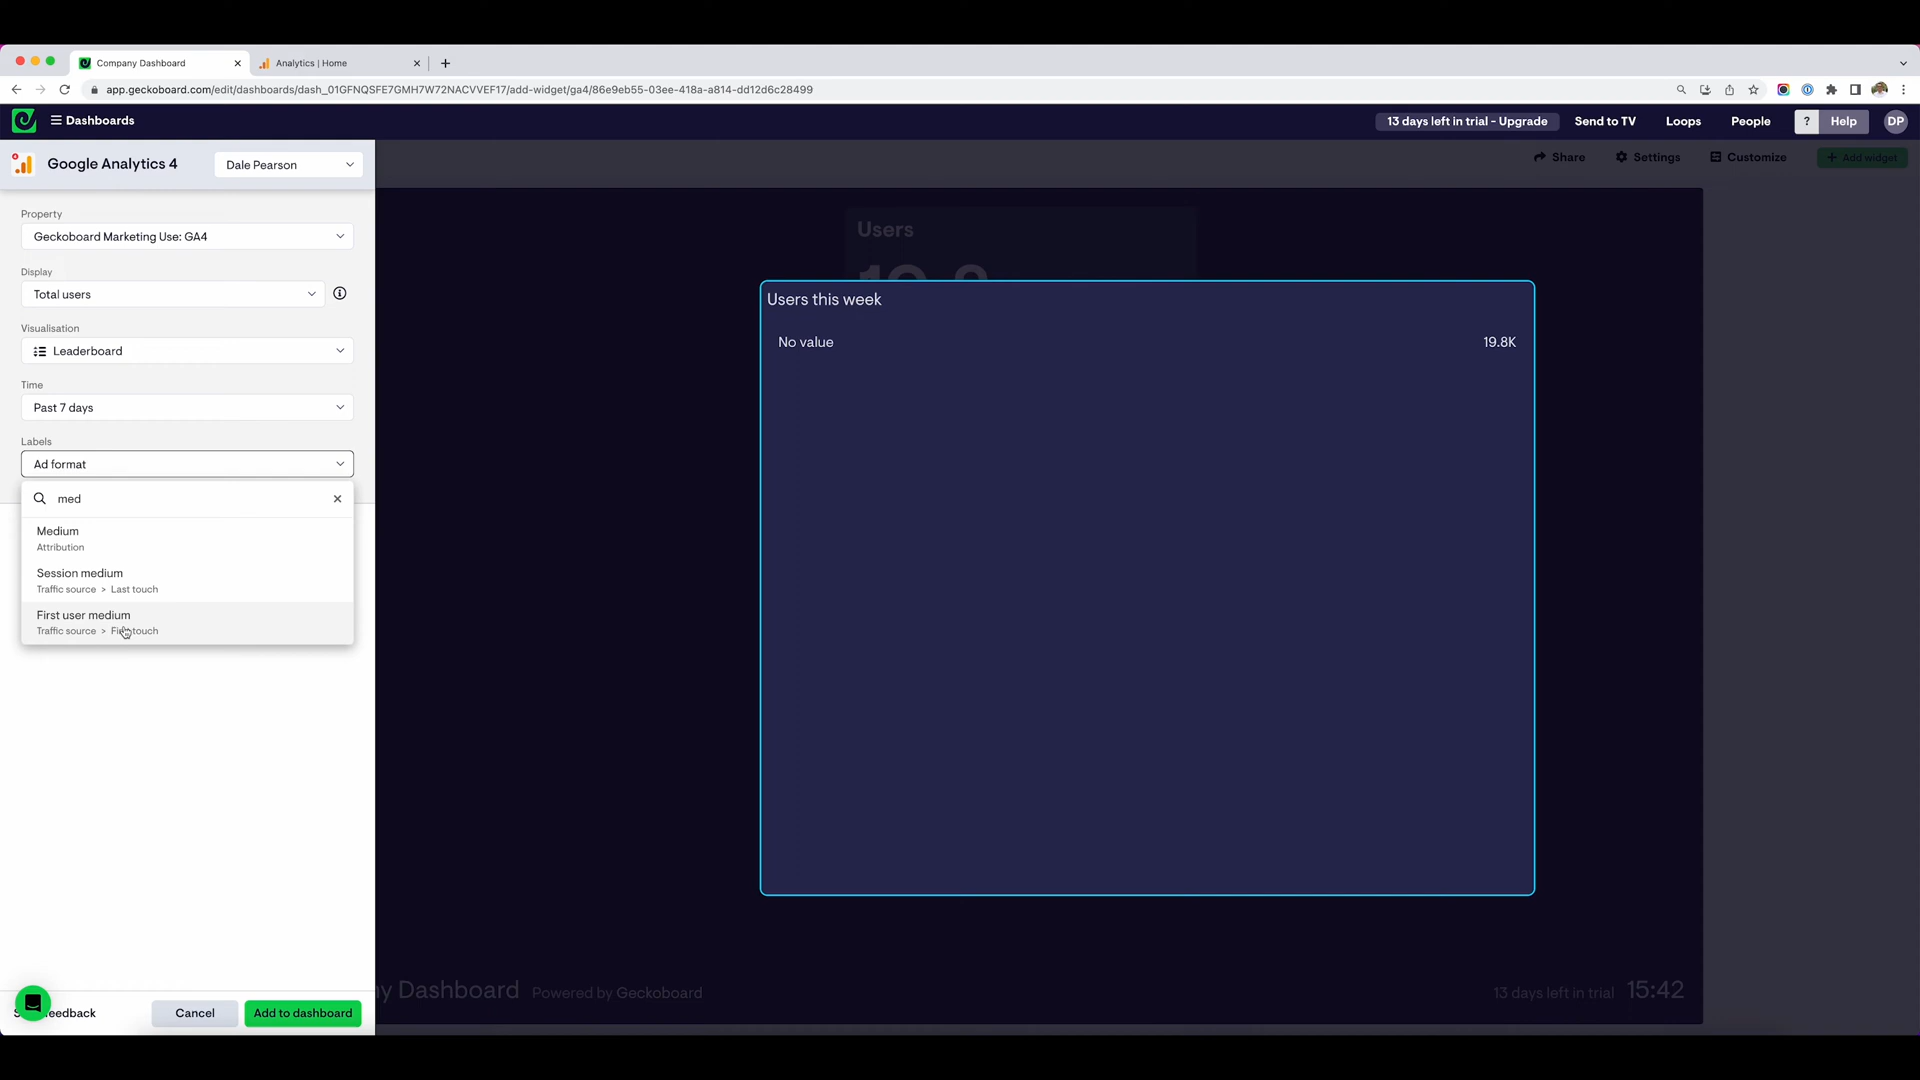 Company Dashboard
Analytics | Home
app.geckoboard.com/edit/dashboards/dash_01GFNQSFE7GMH7W72NACVVEF17/add-widget/ga4/86e9eb55-03ee-418a-a814-dd12d6c28499
Dashboards
13 days left in trial - Upgrade
Send to TV
Loops
People
?
Help
DP
Google Analytics 4
Dale Pearson
Share
Settings
Customize
+ Add widget
Property
Geckoboard Marketing Use: GA4
Display
Total users
Visualisation
Leaderboard
Time
Past 7 days
Labels
Ad format
med
Medium
Attribution
Session medium
Traffic source > Last touch
First user medium
Traffic source > touch
Users
Users this week
No value
19.8K
feedback
Cancel
Add to dashboard
Dashboard
Powered by Geckoboard
13 days left in trial
15:42